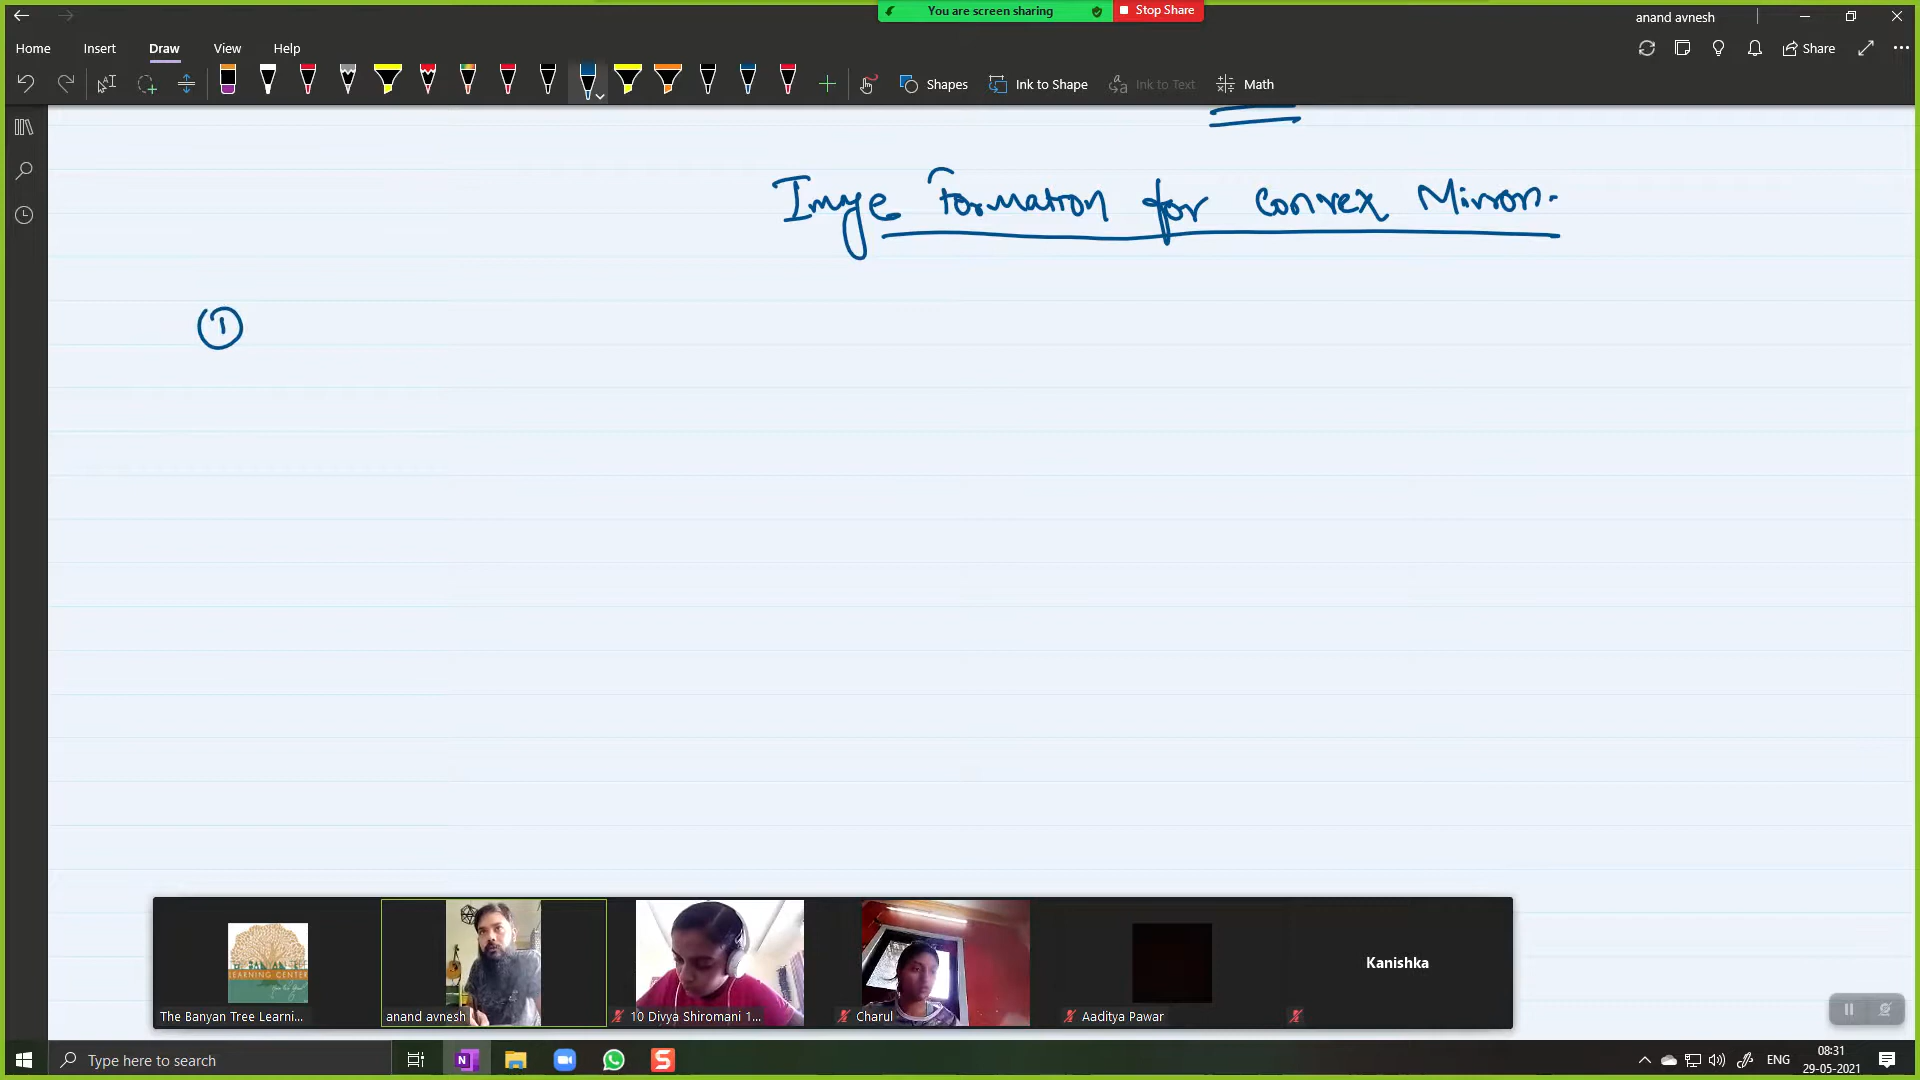 You are screen sharing Stop Share
anand avnesh
Home Insert Draw View Help
Share
Shapes Ink to Shape Ink to Text Math
Image Formation for Convex Mirror.
1
LEARNING CENTER
The Banyan Tree Learni... anand avnesh 10 Divya Shiromani 1... Charul Aaditya Pawar Kanishka
Type here to search
N S ENG 08:31
29-05-2021